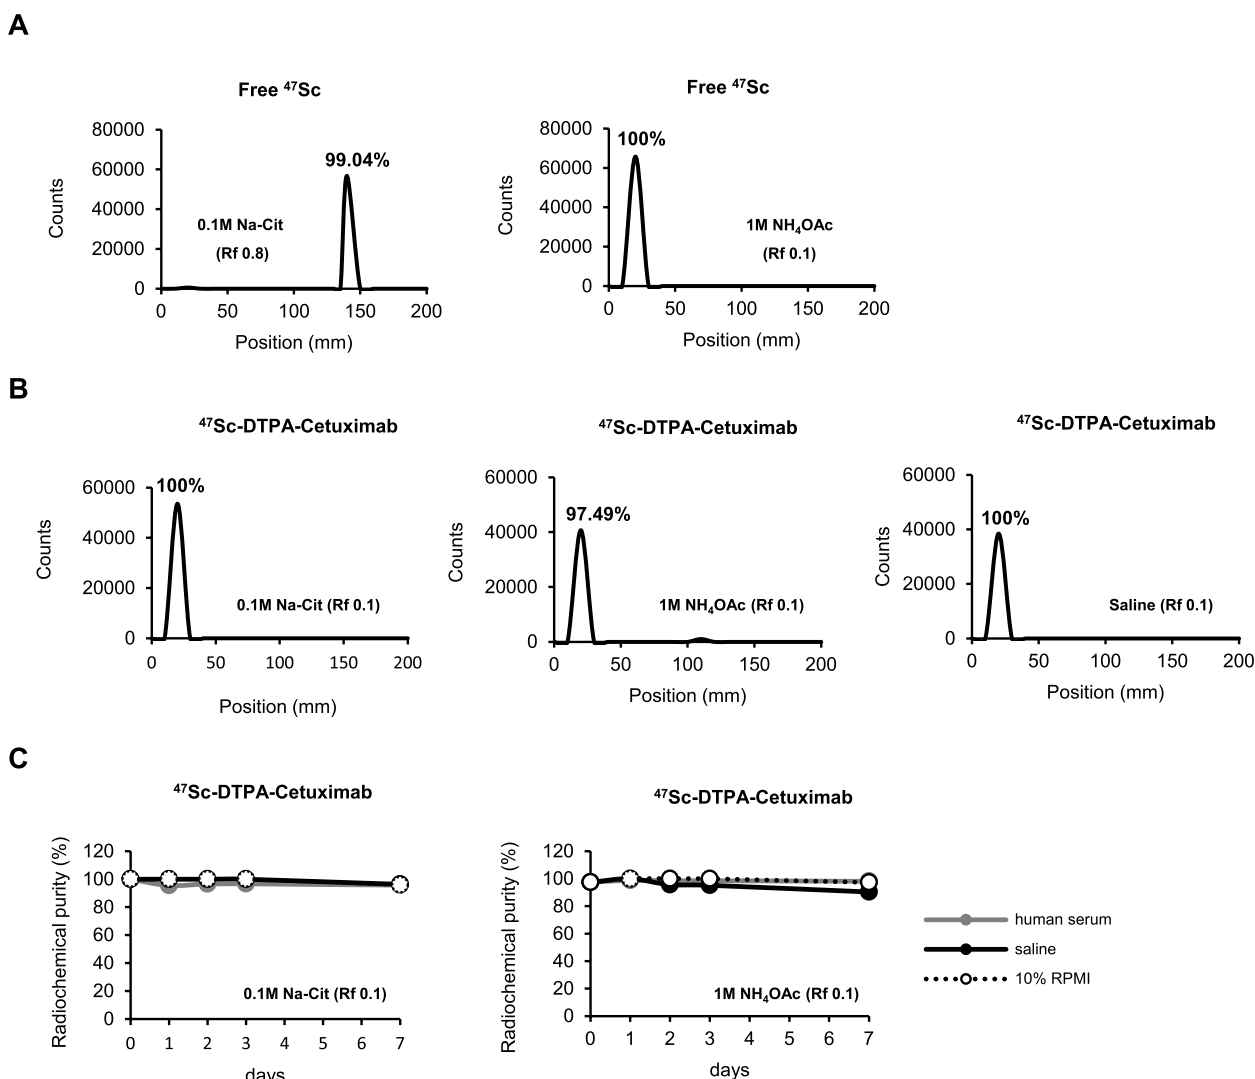 A
Free ⁴⁷Sc
80000
60000
40000
20000
0
Counts
99.04%
0.1M Na-Cit
(Rf 0.8)
0 50 100 150 200
Position (mm)
Free ⁴⁷Sc
80000
60000
40000
20000
0
Counts
100%
1M NH₄OAc
(Rf 0.1)
0 50 100 150 200
Position (mm)
B
⁴⁷Sc-DTPA-Cetuximab
60000
40000
20000
0
Counts
100%
0.1M Na-Cit (Rf 0.1)
0 50 100 150 200
Position (mm)
⁴⁷Sc-DTPA-Cetuximab
60000
40000
20000
0
Counts
97.49%
1M NH₄OAc (Rf 0.1)
0 50 100 150 200
Position (mm)
⁴⁷Sc-DTPA-Cetuximab
60000
40000
20000
0
Counts
100%
Saline (Rf 0.1)
0 50 100 150 200
Position (mm)
C
⁴⁷Sc-DTPA-Cetuximab
120
100
80
60
40
20
0
Radiochemical purity (%)
0.1M Na-Cit (Rf 0.1)
0 1 2 3 4 5 6 7
days
⁴⁷Sc-DTPA-Cetuximab
120
100
80
60
40
20
0
Radiochemical purity (%)
1M NH₄OAc (Rf 0.1)
0 1 2 3 4 5 6 7
days
human serum
saline
10% RPMI